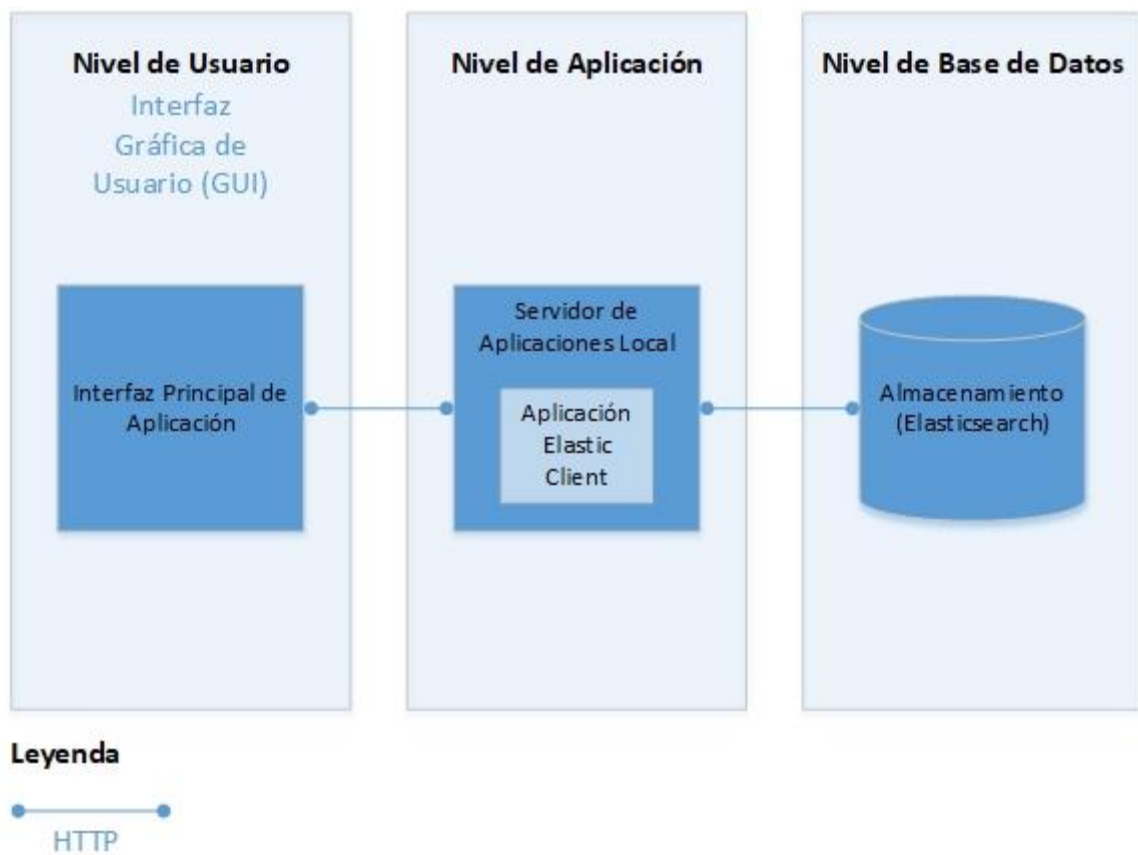 Nivel de Usuario
Interfaz
Gráfica de
Usuario (GUI)
Interfaz Principal de
Aplicación
Nivel de Aplicación
Servidor de
Aplicaciones Local
Aplicación
Elastic
Client
Nivel de Base de Datos
Almacenamiento
(Elasticsearch)
Leyenda
HTTP